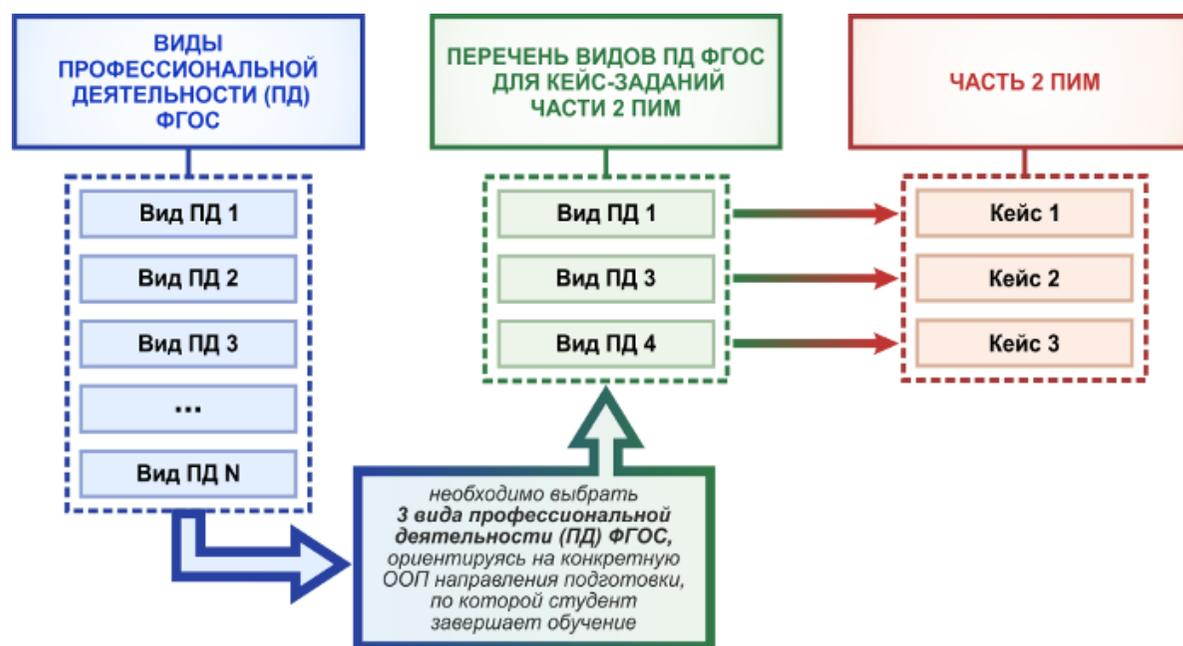 ВИДЫ
ПРОФЕССИОНАЛЬНОЙ
ДЕЯТЕЛЬНОСТИ (ПД)
ФГОС
Вид ПД 1
Вид ПД 2
Вид ПД 3
...
Вид ПД N
ПЕРЕЧЕНЬ ВИДОВ ПД ФГОС
ДЛЯ КЕЙС-ЗАДАНИЙ
ЧАСТИ 2 ПИМ
Вид ПД 1
Вид ПД 3
Вид ПД 4
ЧАСТЬ 2 ПИМ
Кейс 1
Кейс 2
Кейс 3
необходимо выбрать
3 вида профессиональной
деятельности (ПД) ФГОС,
ориентируясь на конкретную
ООП направления подготовки,
по которой студент
завершает обучение